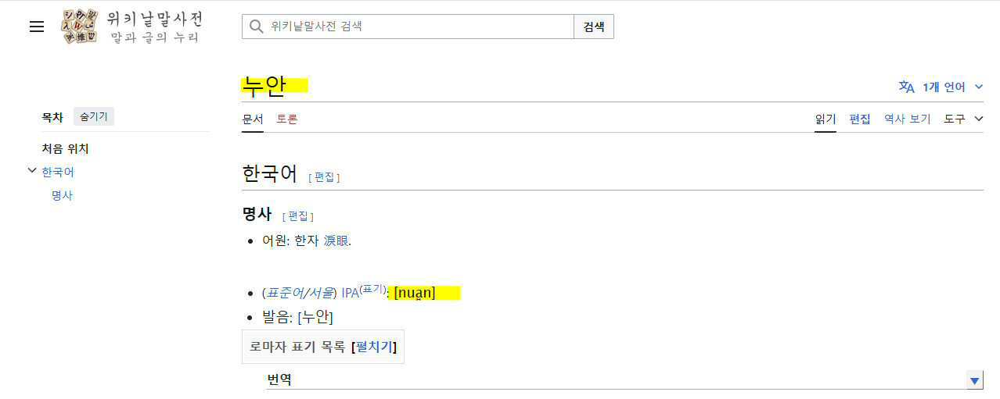 위키낱말사전
말과 글의 누리
위키낱말사전 검색
검색
누안
1개 언어
목차
숨기기
문서
토론
읽기
편집
역사 보기
도구
처음 위치
한국어
명사
한국어 [ 편집 ]
명사 [ 편집 ]
어원: 한자 淚眼.
(표준어/서울) IPA(표기): [nua̠n]
발음: [누안]
로마자 표기 목록 [펼치기]
번역